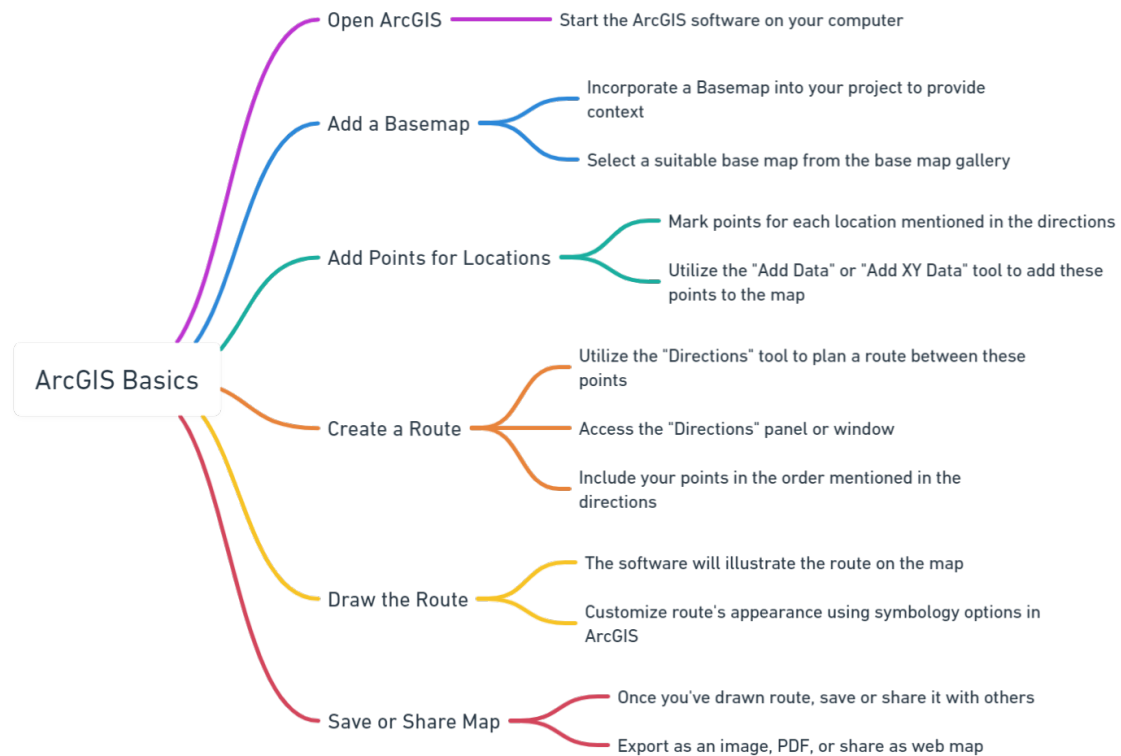 ArcGIS Basics
Open ArcGIS
Start the ArcGIS software on your computer
Add a Basemap
Incorporate a Basemap into your project to provide
context
Select a suitable base map from the base map gallery
Add Points for Locations
Mark points for each location mentioned in the directions
Utilize the "Add Data" or "Add XY Data" tool to add these
points to the map
Create a Route
Utilize the "Directions" tool to plan a route between these
points
Access the "Directions" panel or window
Include your points in the order mentioned in the
directions
Draw the Route
The software will illustrate the route on the map
Customize route's appearance using symbology options in
ArcGIS
Save or Share Map
Once you've drawn route, save or share it with others
Export as an image, PDF, or share as web map